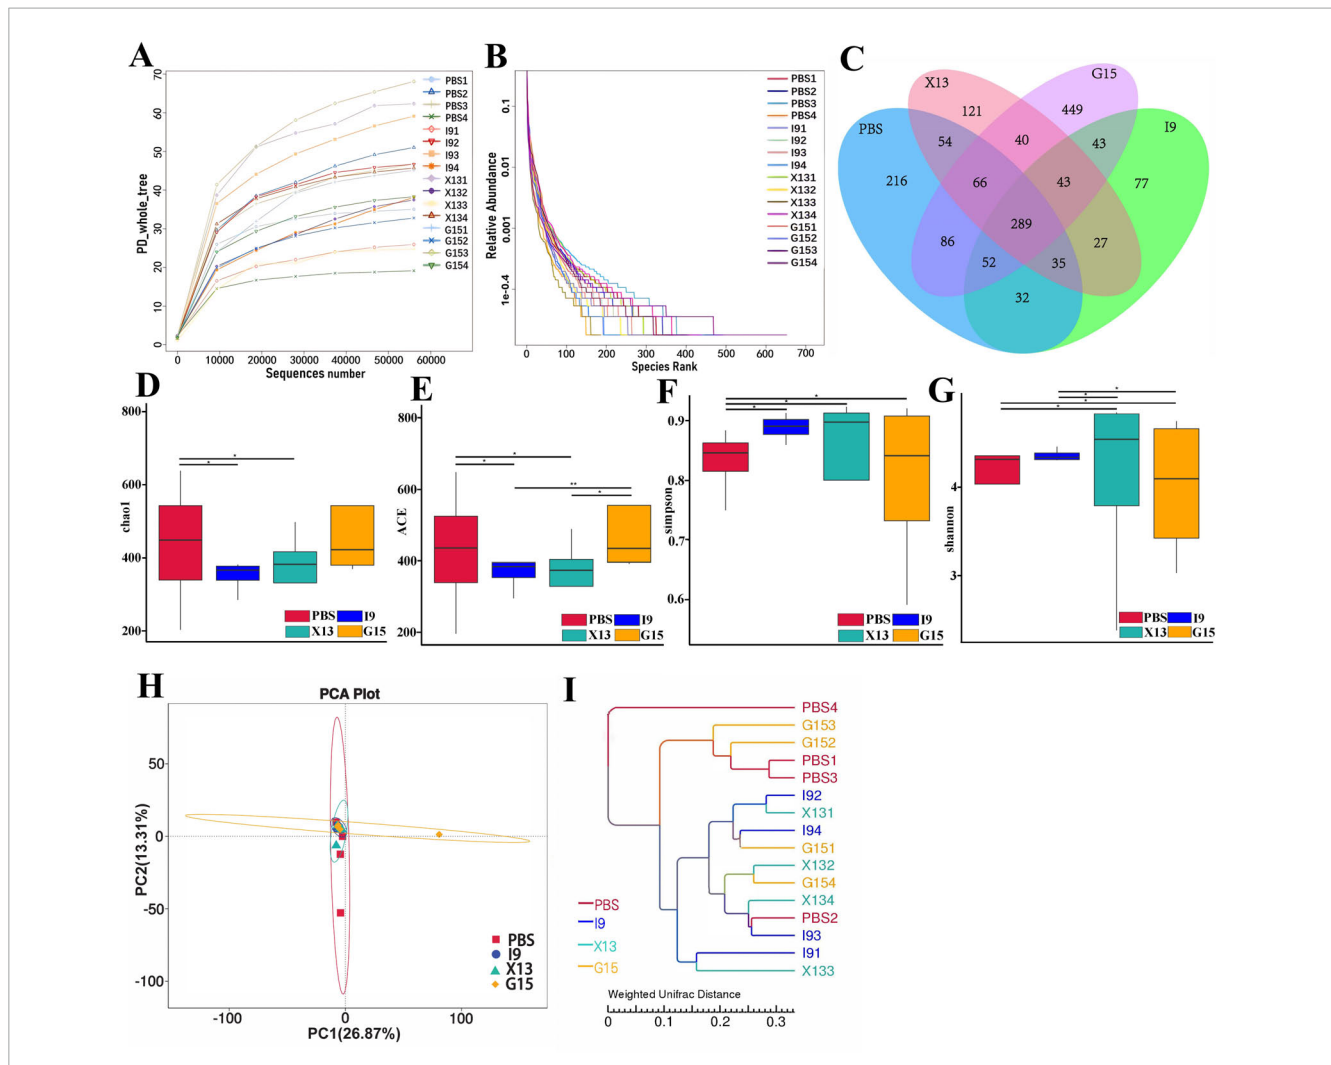 A
PD_whole_tree
70
60
50
40
30
20
10
0
0 10000 20000 30000 40000 50000 60000
Sequences number
PBS1
PBS2
PBS3
PBS4
I91
I92
I93
I94
X131
X132
X133
X134
G151
G152
G153
G154
B
Relative Abundance
0.1
0.01
0.001
1e-0.4
0 100 200 300 400 500 600 700
Species Rank
PBS1
PBS2
PBS3
PBS4
I91
I92
I93
I94
X131
X132
X133
X134
G151
G152
G153
G154
C
PBS
X13
G15
I9
121
449
54
40
43
216
66
43
77
289
86
52
35
27
32
D
chao1
800
600
400
200
* *
PBS I9
X13 G15
E
ACE
800
600
400
200
* * ** *
PBS I9
X13 G15
F
simpson
0.9
0.8
0.7
0.6
* * *
PBS I9
X13 G15
G
shannon
4
3
* * * *
PBS I9
X13 G15
H
PCA Plot
PC2(13.31%)
50
0
-50
-100
-100 0 100
PC1(26.87%)
PBS
I9
X13
G15
I
PBS4
G153
G152
PBS1
PBS3
I92
X131
I94
G151
X132
G154
X134
PBS2
I93
I91
X133
PBS
I9
X13
G15
Weighted Unifrac Distance
0 0.1 0.2 0.3